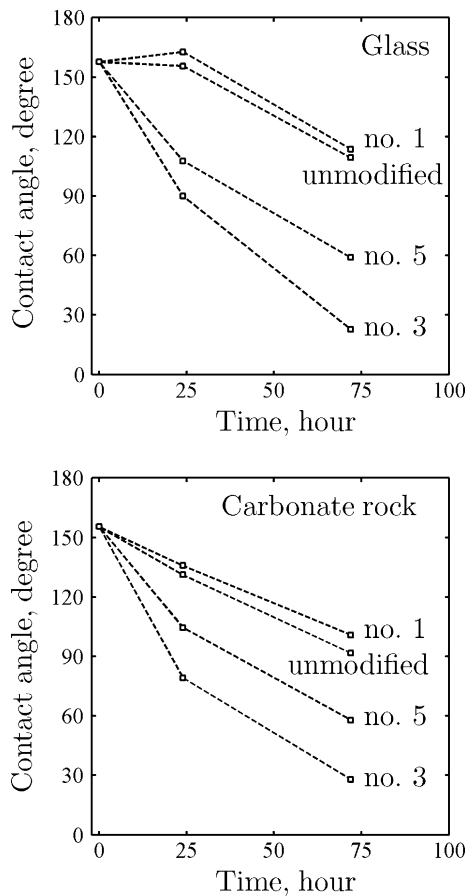 180
Glass
150
120
no. 1
unmodified
90
no. 5
60
no. 3
30
0
Contact angle, degree
0 25 50 75 100
Time, hour
180
Carbonate rock
150
120
no. 1
90
unmodified
60
no. 5
30
no. 3
0
Contact angle, degree
0 25 50 75 100
Time, hour